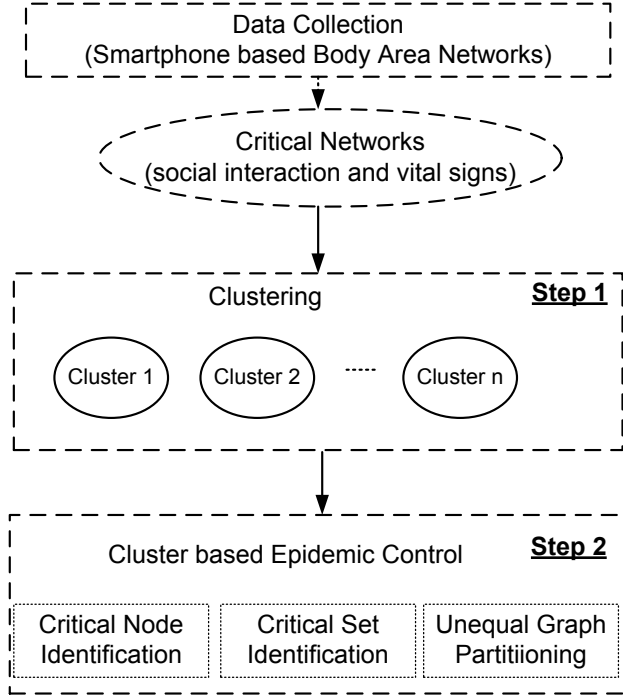 Data Collection
(Smartphone based Body Area Networks)
Critical Networks
(social interaction and vital signs)
Clustering
Step 1
Cluster 1
Cluster 2
.....
Cluster n
Cluster based Epidemic Control
Step 2
Critical Node
Identification
Critical Set
Identification
Unequal Graph
Partitiioning